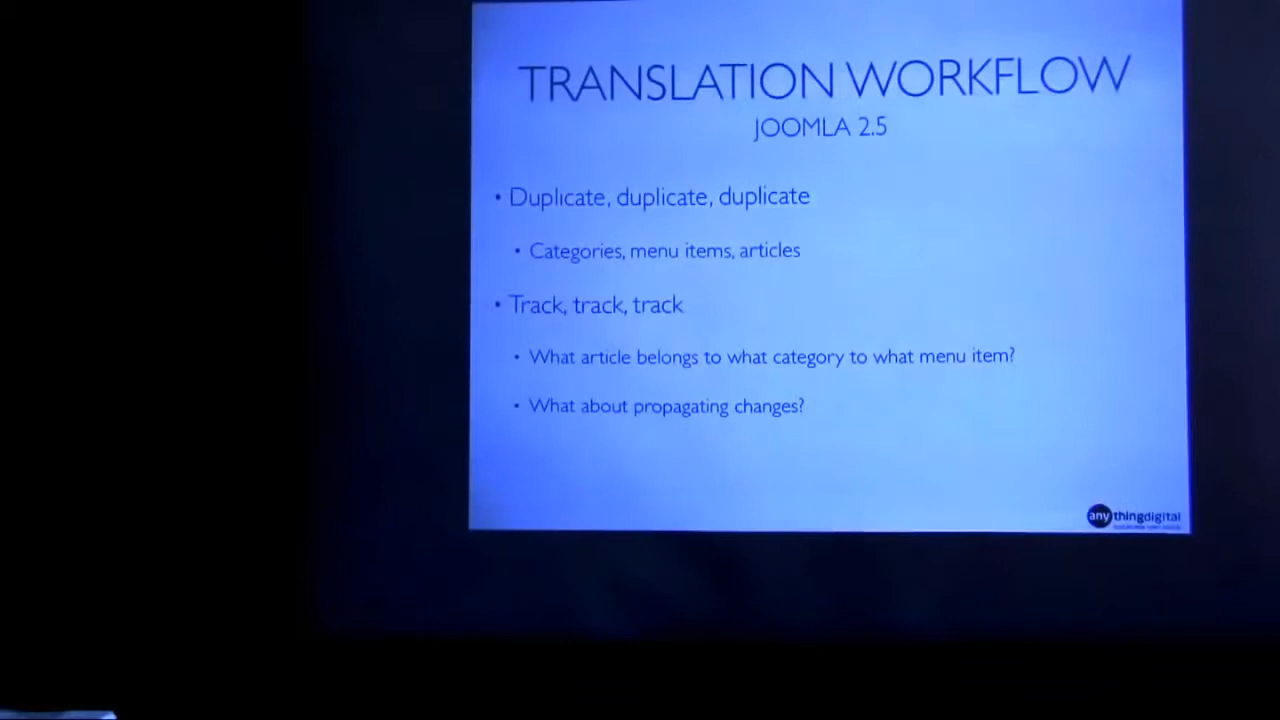 TRANSLATION WORKFLOW
JOOMLA 2.5
• Duplicate, duplicate, duplicate
• Categories, menu items, articles
• Track, track, track
• What article belongs to what category to what menu item?
• What about propagating changes?
anythingdigital